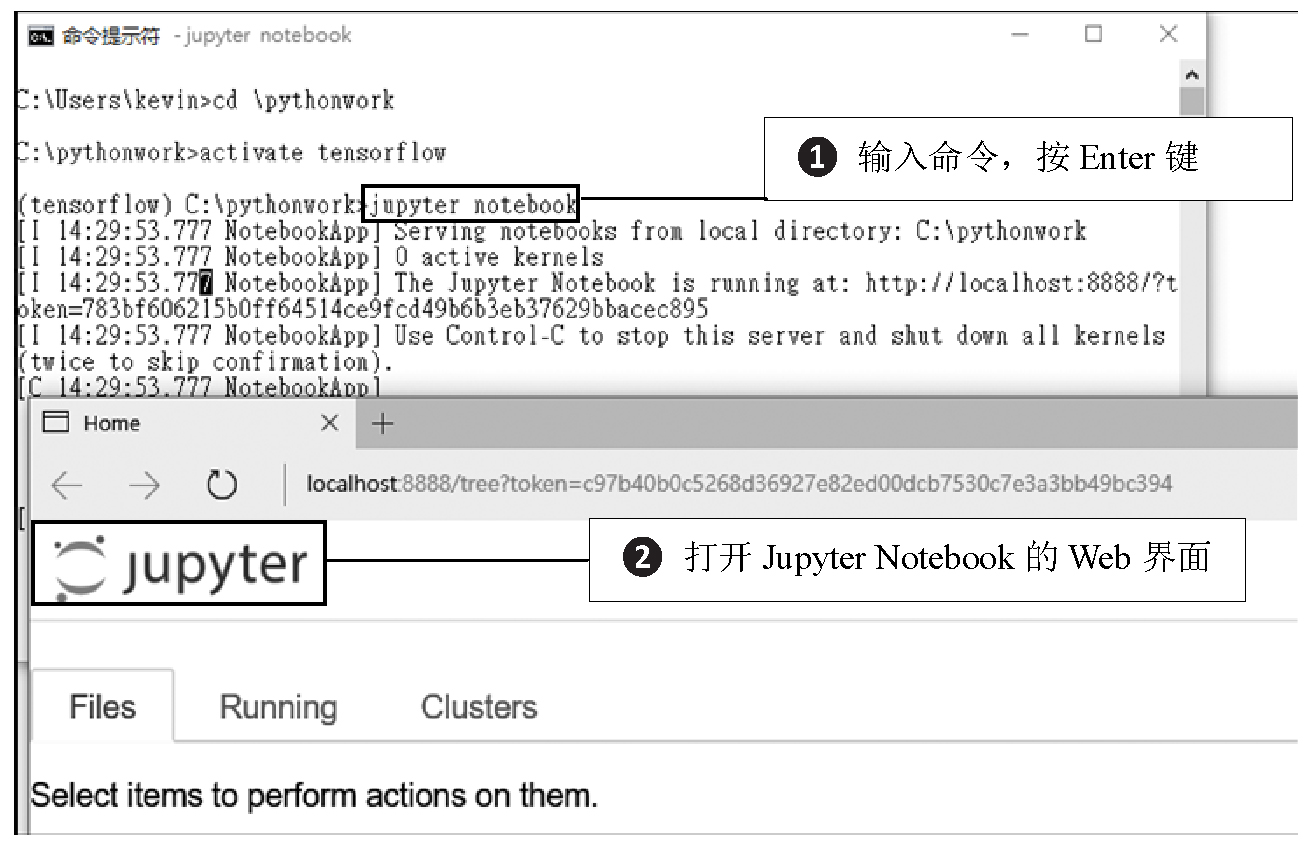 命令提示符 - jupyter notebook
C:\Users\kevin>cd \pythonwork
C:\pythonwork>activate tensorflow
(tensorflow) C:\pythonwork>jupyter notebook
❶ 输入命令，按 Enter 键
[I 14:29:53.777 NotebookApp] Serving notebooks from local directory: C:\pythonwork
[I 14:29:53.777 NotebookApp] 0 active kernels
[I 14:29:53.777 NotebookApp] The Jupyter Notebook is running at: http://localhost:8888/?t
oken=783bf606215b0ff64514ce9fcd49b6b3eb37629bbacec895
[I 14:29:53.777 NotebookApp] Use Control-C to stop this server and shut down all kernels
(twice to skip confirmation).
[C 14:29:53.777 NotebookApp]
Home
localhost:8888/tree?token=c97b40b0c5268d36927e82ed00dcb7530c7e3a3bb49bc394
jupyter
❷ 打开 Jupyter Notebook 的 Web 界面
Files Running Clusters
Select items to perform actions on them.